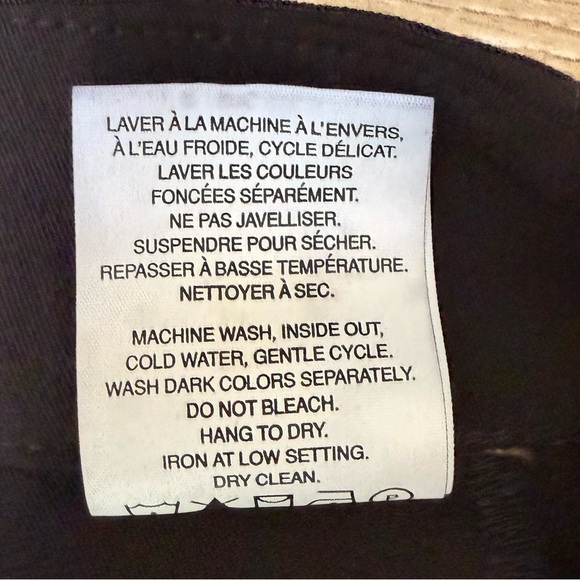 LAVER À LA MACHINE À L'ENVERS,
À L'EAU FROIDE, CYCLE DÉLICAT.
LAVER LES COULEURS
FONCÉES SÉPARÉMENT.
NE PAS JAVELLISER.
SUSPENDRE POUR SÉCHER.
REPASSER À BASSE TEMPÉRATURE.
NETTOYER À SEC.
MACHINE WASH, INSIDE OUT,
COLD WATER, GENTLE CYCLE.
WASH DARK COLORS SEPARATELY.
DO NOT BLEACH.
HANG TO DRY.
IRON AT LOW SETTING.
DRY CLEAN.
P